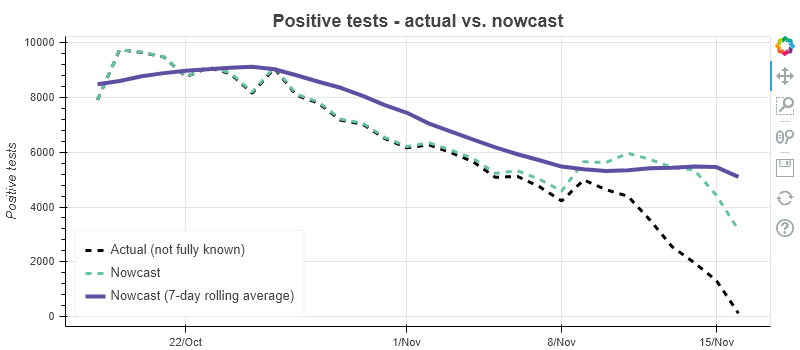 Positive tests - actual vs. nowcast
10000
8000
6000
4000
2000
0
Positive tests
Actual (not fully known)
Nowcast
Nowcast (7-day rolling average)
22/Oct
1/Nov
8/Nov
15/Nov